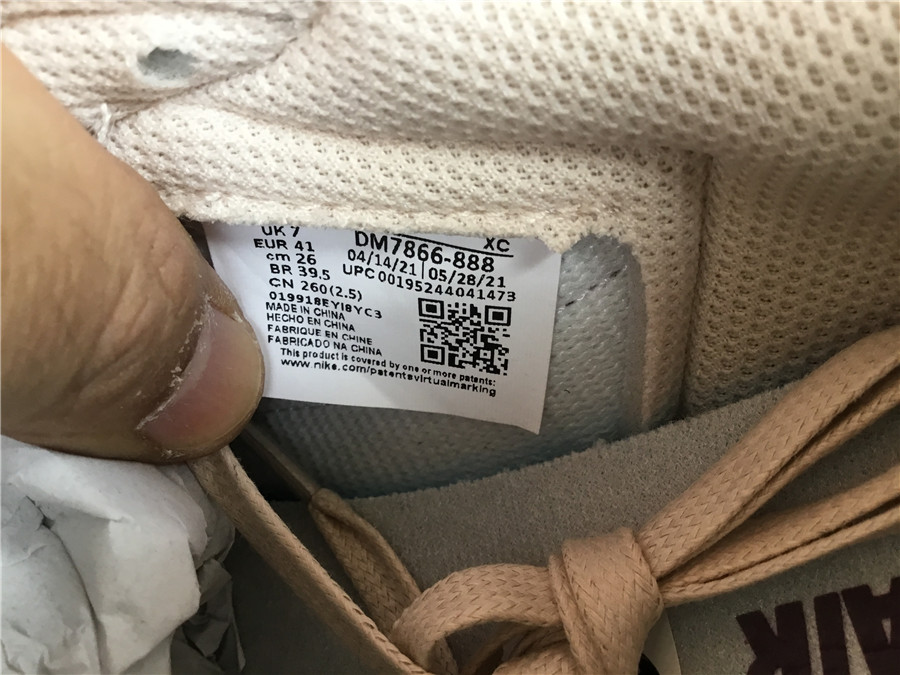 UK 7
EUR 41
cm 26
BR 39.5
CN 260(2.5)
019918EYI8YC3
MADE IN CHINA
HECHO EN CHINA
FABRIQUE EN CHINE
FABRICADO NA CHINA
XC
DM7866-888
04/14/21 | 05/28/21
UPC 00195244041473
This product is covered by one or more patents:
www.nike.com/patentsvirtualmarking
AIR